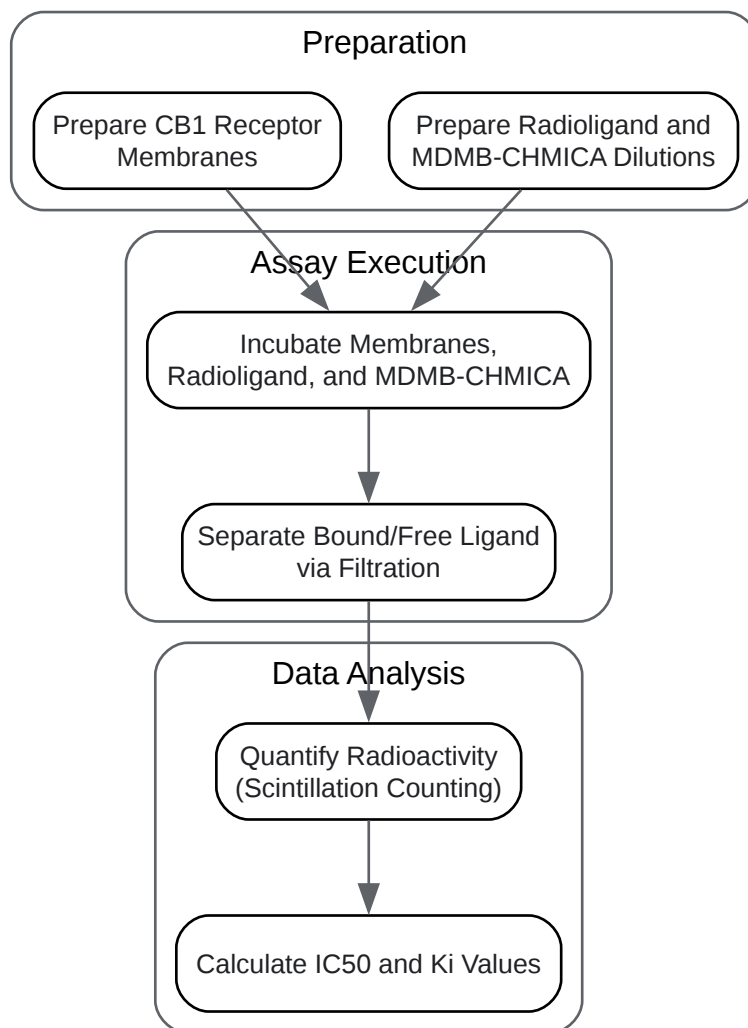 Preparation
Prepare CB1 Receptor
Membranes
Prepare Radioligand and
MDMB-CHMICA Dilutions
Assay Execution
Incubate Membranes,
Radioligand, and MDMB-CHMICA
Separate Bound/Free Ligand
via Filtration
Data Analysis
Quantify Radioactivity
(Scintillation Counting)
Calculate IC50 and Ki Values